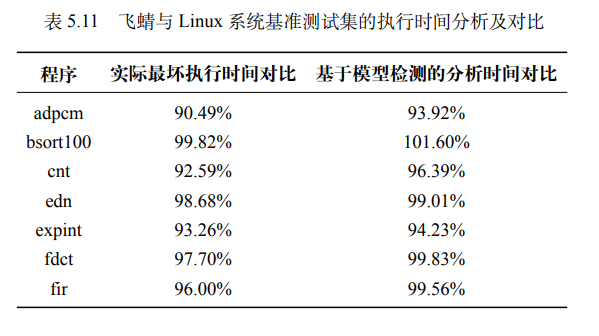 表 5.11 飞蜻与 Linux 系统基准测试集的执行时间分析及对比
程序 实际最坏执行时间对比 基于模型检测的分析时间对比
adpcm 90.49% 93.92%
bsort100 99.82% 101.60%
cnt 92.59% 96.39%
edn 98.68% 99.01%
expint 93.26% 94.23%
fdct 97.70% 99.83%
fir 96.00% 99.56%